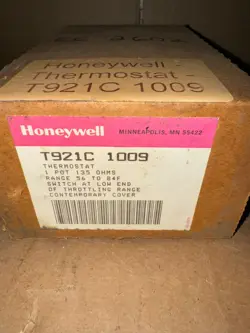 Honeywell -
Thermostat -
T921C 1009
Honeywell
MINNEAPOLIS, MN 55422
T921C 1009
THERMOSTAT
1 POT 135 OHMS
RANGE 56 TO 84F
SWITCH AT LOW END
OF THROTTLING RANGE
CONTEMPORARY COVER